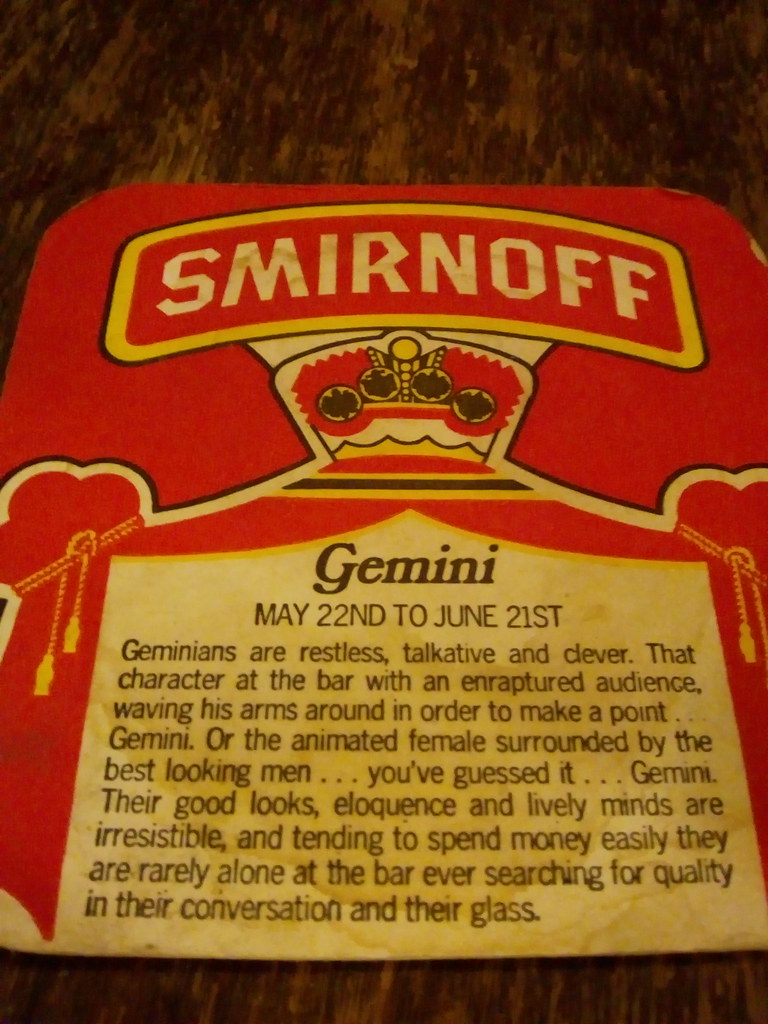 SMIRNOFF
Gemini
MAY 22ND TO JUNE 21ST
Geminians are restless, talkative and clever. That
character at the bar with an enraptured audience,
waving his arms around in order to make a point . . .
Gemini. Or the animated female surrounded by the
best looking men . . . you've guessed it . . . Gemini.
Their good looks, eloquence and lively minds are
irresistible, and tending to spend money easily they
are rarely alone at the bar ever searching for quality
in their conversation and their glass.